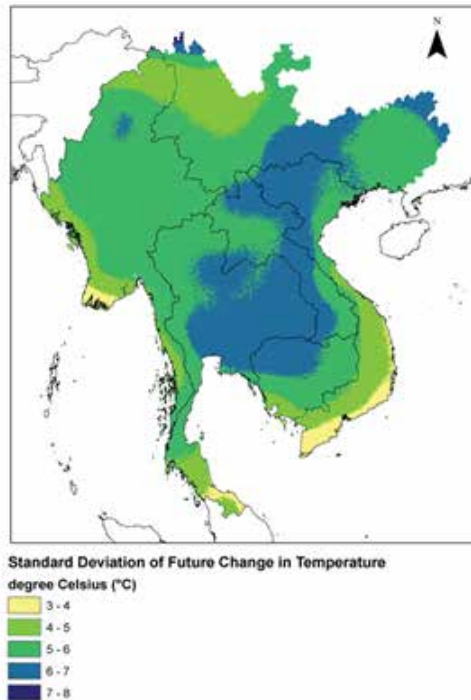 N
Standard Deviation of Future Change in Temperature
degree Celsius (°C)
3 - 4
4 - 5
5 - 6
6 - 7
7 - 8